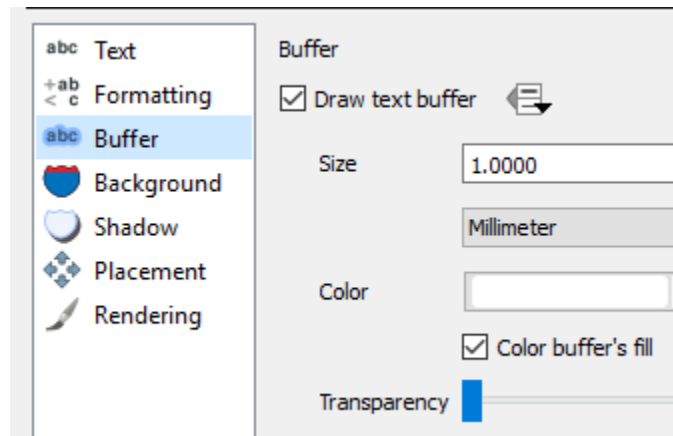 abc Text
+ab
< c Formatting
abc Buffer
Background
Shadow
Placement
Rendering
Buffer
Draw text buffer
Size 1.0000
Millimeter
Color
Color buffer's fill
Transparency